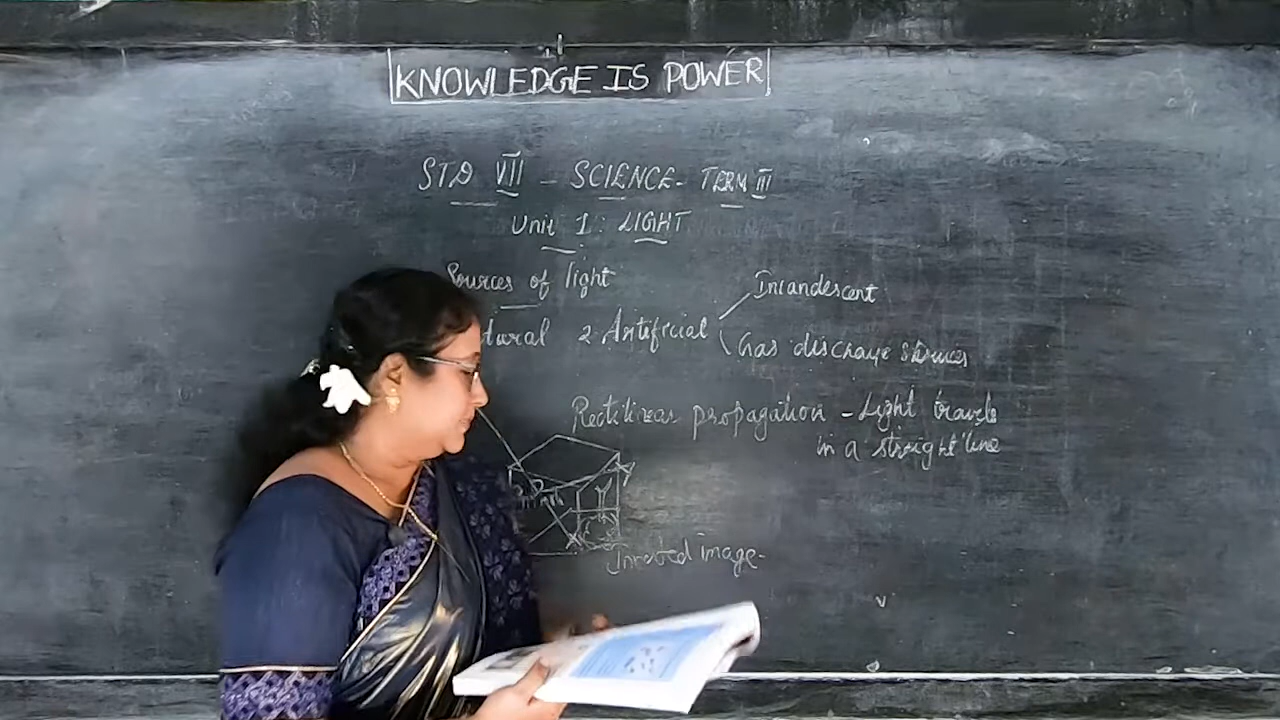 KNOWLEDGE IS POWER
STD VII - SCIENCE - TERM III
Unit 1: LIGHT
Sources of light
2. Artificial
Incandescent
Gas discharge sources
Rectilinear propagation - Light travels
in a straight line
Inverted image -